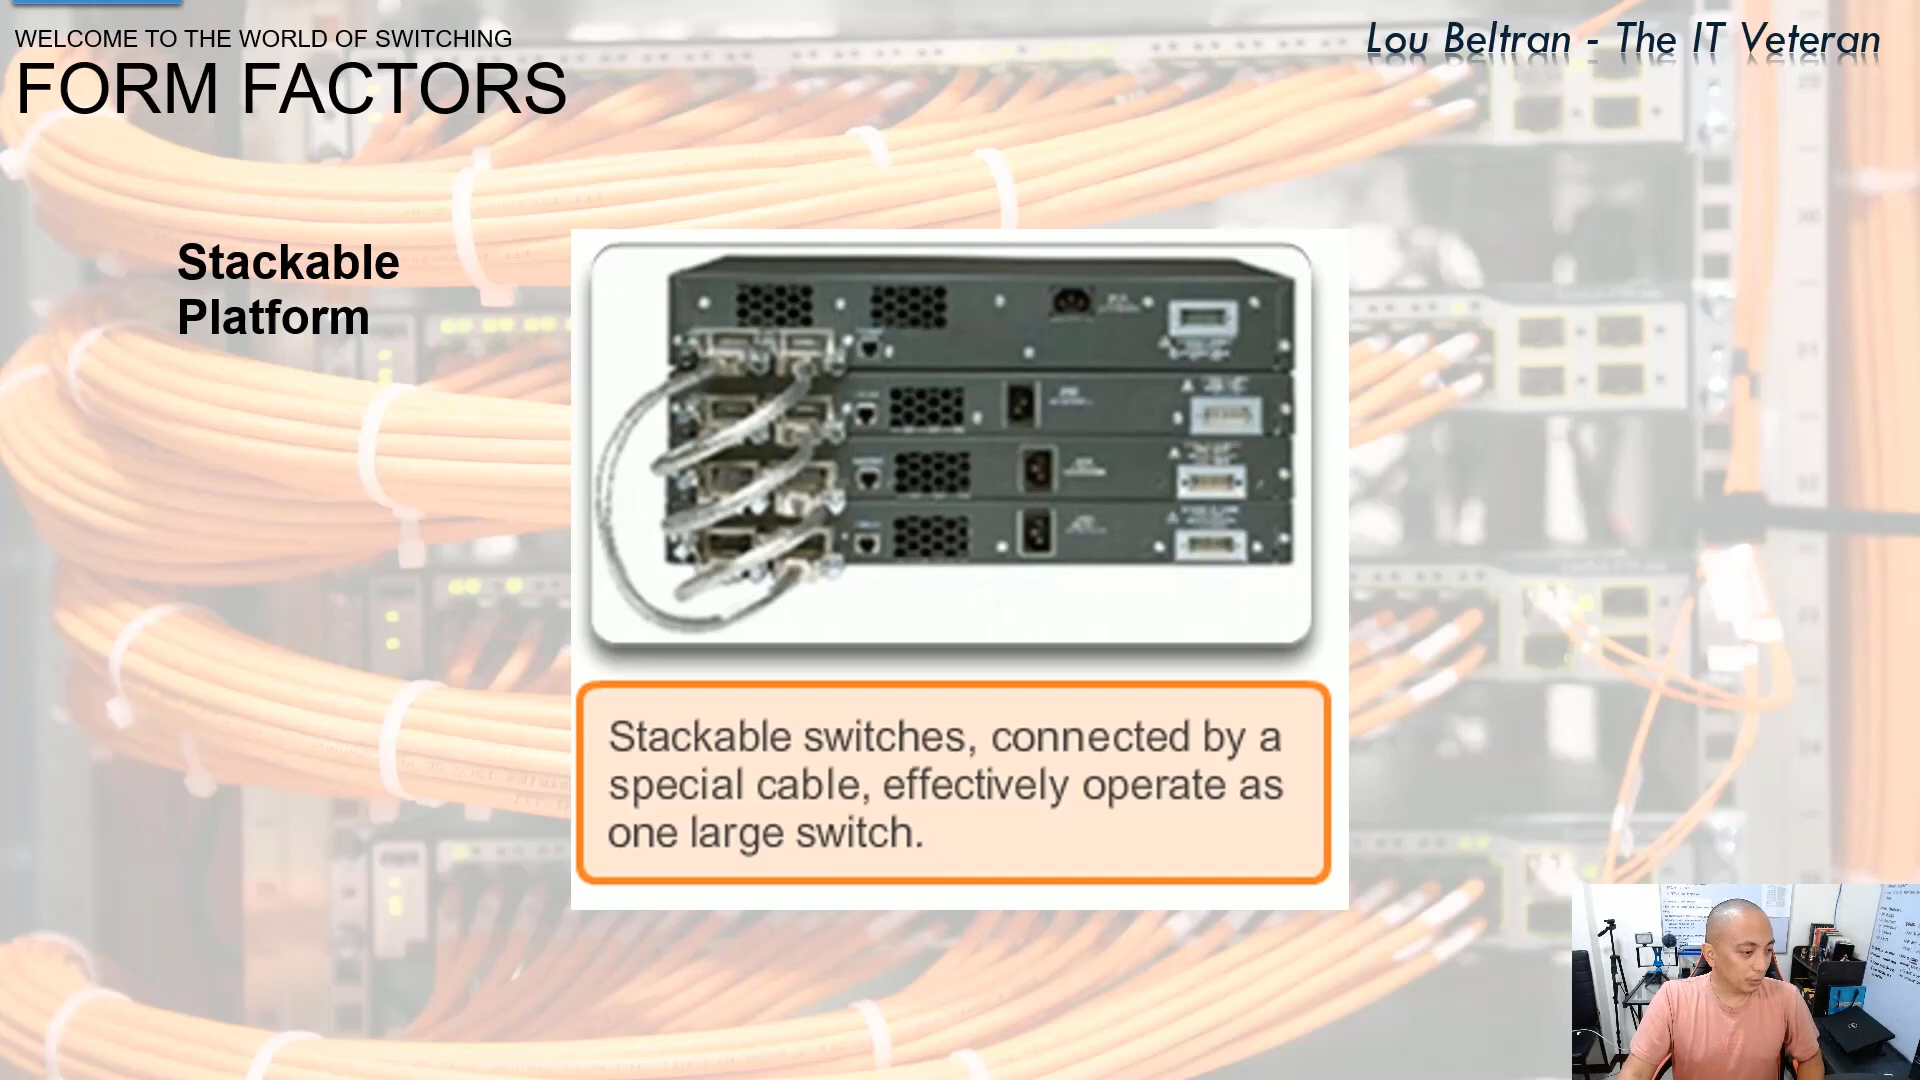 WELCOME TO THE WORLD OF SWITCHING
FORM FACTORS
Lou Beltran - The IT Veteran
Stackable
Platform
Stackable switches, connected by a
special cable, effectively operate as
one large switch.